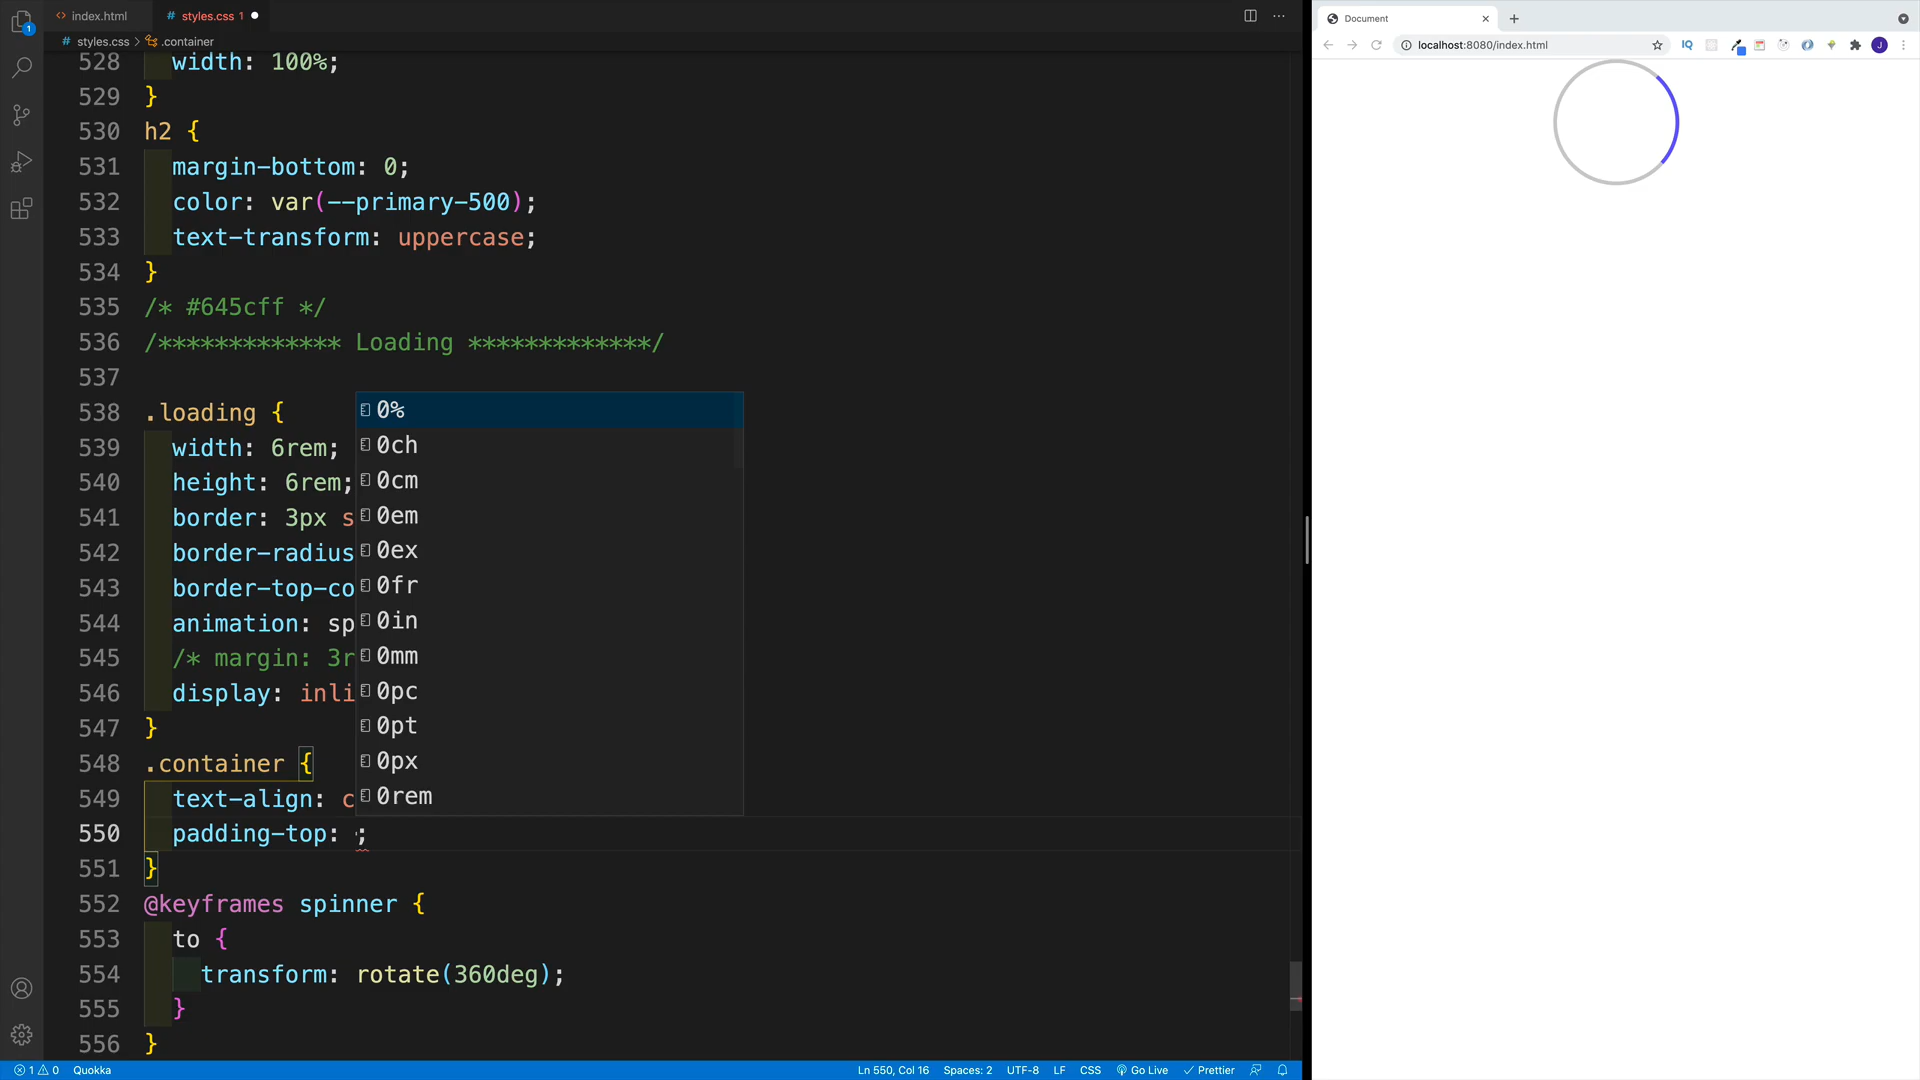 index.html
styles.css 1
styles.css > .container
528 width: 100%;
529 }
530 h2 {
531 margin-bottom: 0;
532 color: var(--primary-500);
533 text-transform: uppercase;
534 }
535 /* #645cff */
536 /************* Loading *************/
537
538 .loading {
539 width: 6rem;
540 height: 6rem;
541 border: 3px s
542 border-radius
543 border-top-co
544 animation: sp
545 /* margin: 3r
546 display: inli
547 }
548 .container {
549 text-align: c
550 padding-top: ;
551 }
552 @keyframes spinner {
553 to {
554 transform: rotate(360deg);
555 }
556 }
0%
0ch
0cm
0em
0ex
0fr
0in
0mm
0pc
0pt
0px
0rem
1
1 0 Quokka
Ln 550, Col 16 Spaces: 2 UTF-8 LF CSS Go Live Prettier
Document
localhost:8080/index.html
IQ
J